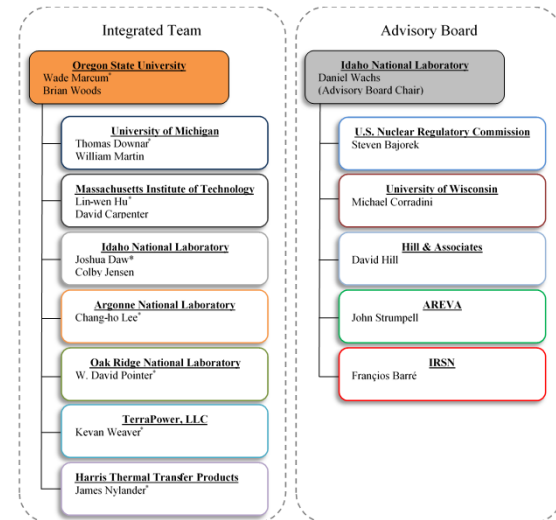 Integrated Team
Oregon State University
Wade Marcum*
Brian Woods
University of Michigan
Thomas Downar*
William Martin
Massachusetts Institute of Technology
Lin-wen Hu*
David Carpenter
Idaho National Laboratory
Joshua Daw*
Colby Jensen
Argonne National Laboratory
Chang-ho Lee*
Oak Ridge National Laboratory
W. David Pointer*
TerraPower, LLC
Kevan Weaver*
Harris Thermal Transfer Products
James Nylander*
Advisory Board
Idaho National Laboratory
Daniel Wachs
(Advisory Board Chair)
U.S. Nuclear Regulatory Commission
Steven Bajorek
University of Wisconsin
Michael Corradini
Hill & Associates
David Hill
AREVA
John Strumpell
IRSN
Françios Barré